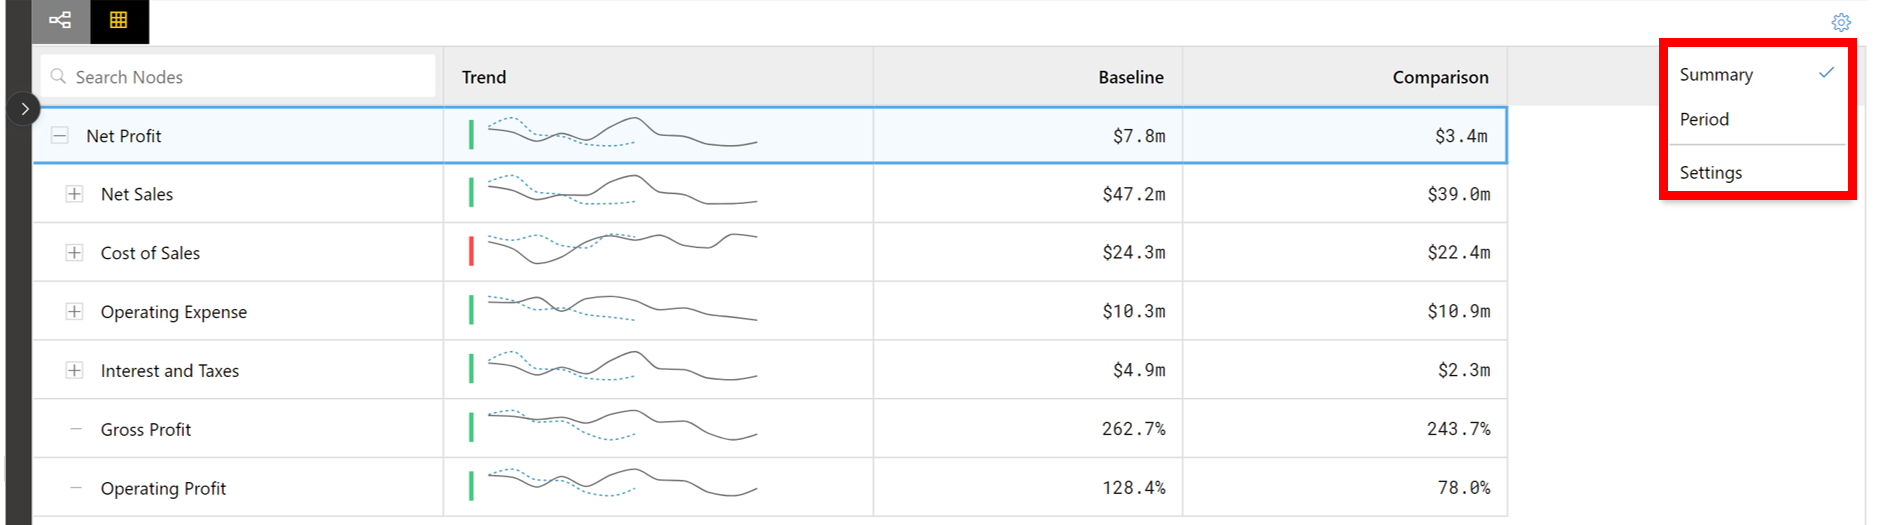 Search Nodes Trend Baseline Comparison
Summary
Period
Settings
Net Profit $7.8m $3.4m
Net Sales $47.2m $39.0m
Cost of Sales $24.3m $22.4m
Operating Expense $10.3m $10.9m
Interest and Taxes $4.9m $2.3m
Gross Profit 262.7% 243.7%
Operating Profit 128.4% 78.0%